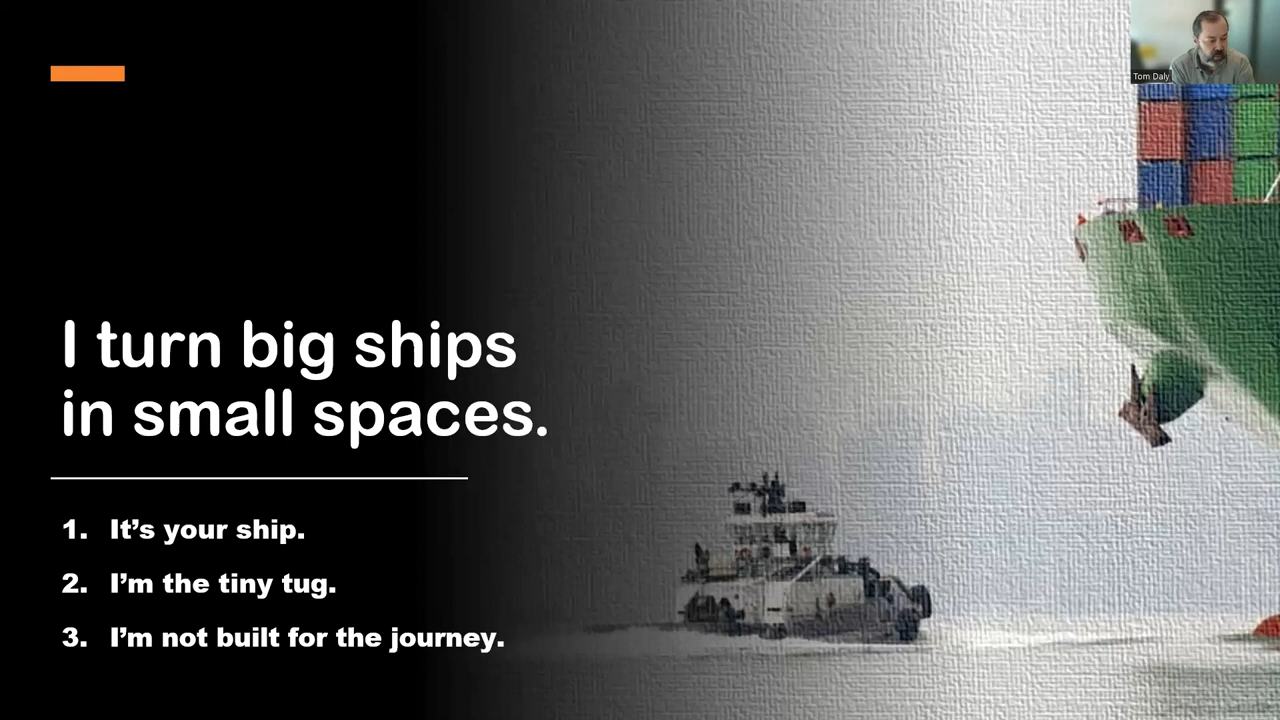 Tom Daly
I turn big ships
in small spaces.
1. It’s your ship.
2. I’m the tiny tug.
3. I’m not built for the journey.